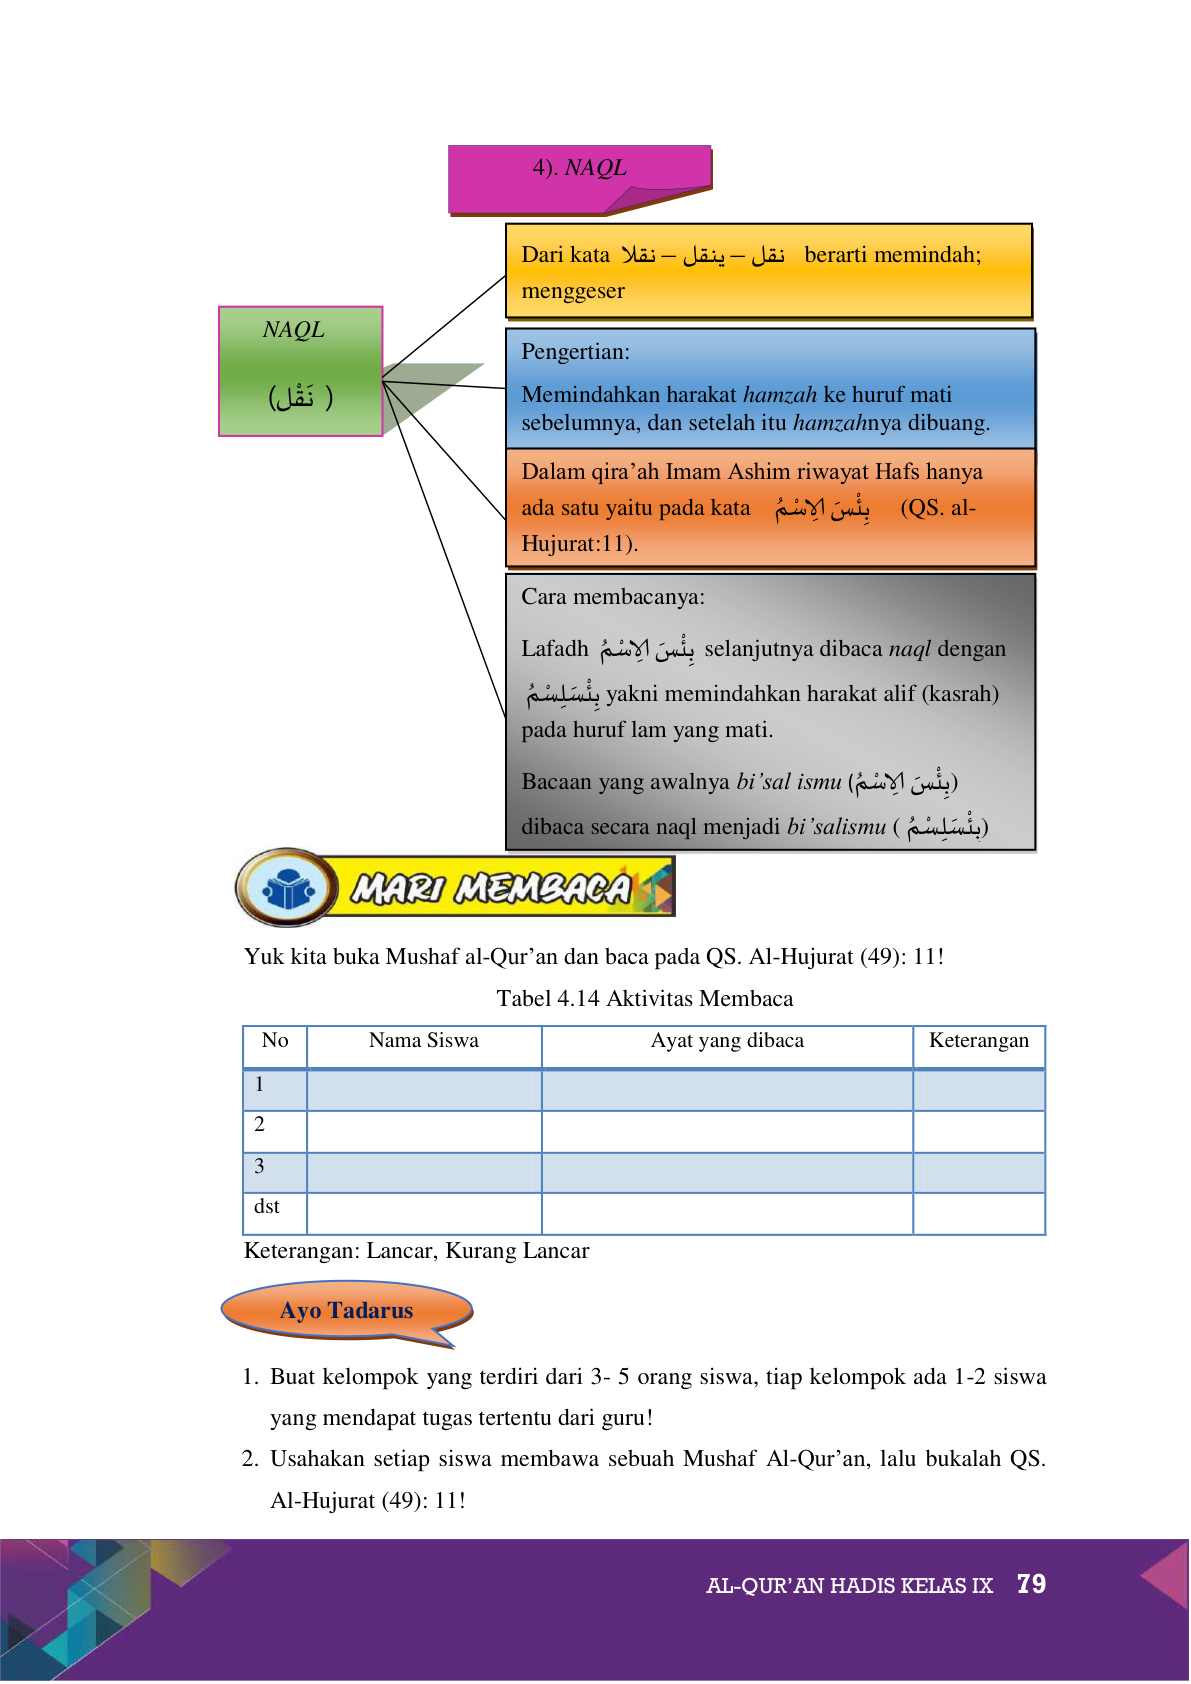 4). NAQL
Dari kata نقل – ينقل – نقلا berarti memindah;
menggeser
NAQL
(نَقْل )
Pengertian:
Memindahkan harakat hamzah ke huruf mati
sebelumnya, dan setelah itu hamzahnya dibuang.
Dalam qira’ah Imam Ashim riwayat Hafs hanya
ada satu yaitu pada kata بِئْسَ الِاسْمُ (QS. al-
Hujurat:11).
Cara membacanya:
Lafadh بِئْسَ الِاسْمُ selanjutnya dibaca naql dengan
بِئْسَلِسْمُ yakni memindahkan harakat alif (kasrah)
pada huruf lam yang mati.
Bacaan yang awalnya bi’sal ismu (بِئْسَ الِاسْمُ)
dibaca secara naql menjadi bi’salismu ( بِئْسَلِسْمُ)
MARI MEMBACA
Yuk kita buka Mushaf al-Qur’an dan baca pada QS. Al-Hujurat (49): 11!
Tabel 4.14 Aktivitas Membaca
No Nama Siswa Ayat yang dibaca Keterangan
1
2
3
dst
Keterangan: Lancar, Kurang Lancar
Ayo Tadarus
1. Buat kelompok yang terdiri dari 3- 5 orang siswa, tiap kelompok ada 1-2 siswa
yang mendapat tugas tertentu dari guru!
2. Usahakan setiap siswa membawa sebuah Mushaf Al-Qur’an, lalu bukalah QS.
Al-Hujurat (49): 11!
AL-QUR’AN HADIS KELAS IX 79